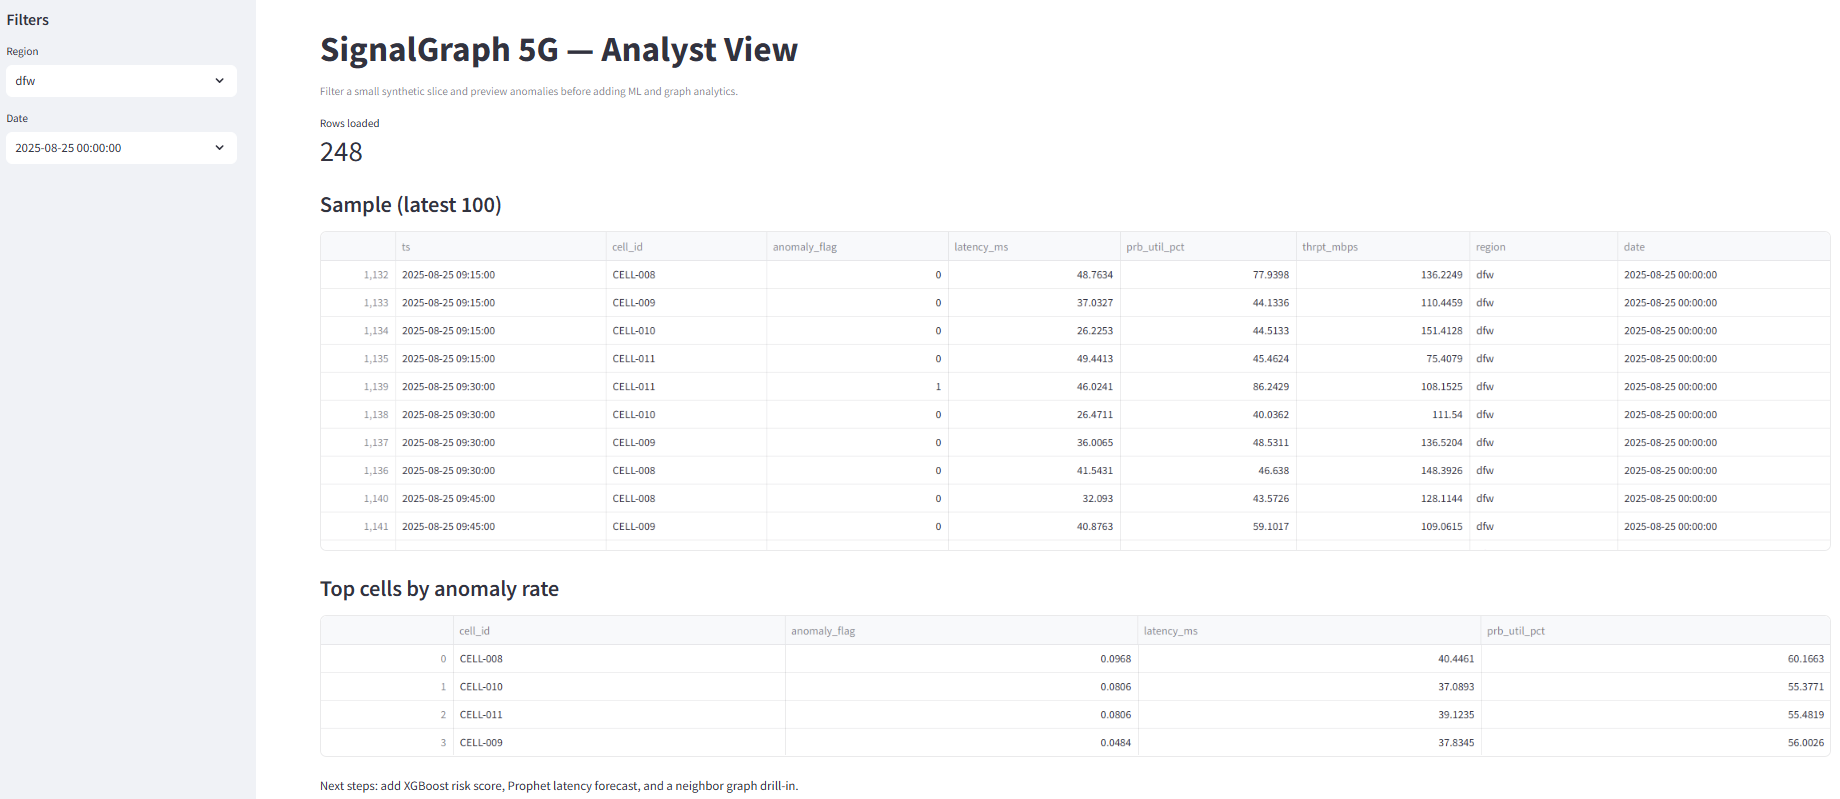 Filters
Region
dfw
Date
2025-08-25 00:00:00
SignalGraph 5G — Analyst View
Filter a small synthetic slice and preview anomalies before adding ML and graph analytics.
Rows loaded
248
Sample (latest 100)
ts cell_id anomaly_flag latency_ms prb_util_pct thrpt_mbps region date
1,132 2025-08-25 09:15:00 CELL-008 0 48.7634 77.9398 136.2249 dfw 2025-08-25 00:00:00
1,133 2025-08-25 09:15:00 CELL-009 0 37.0327 44.1336 110.4459 dfw 2025-08-25 00:00:00
1,134 2025-08-25 09:15:00 CELL-010 0 26.2253 44.5133 151.4128 dfw 2025-08-25 00:00:00
1,135 2025-08-25 09:15:00 CELL-011 0 49.4413 45.4624 75.4079 dfw 2025-08-25 00:00:00
1,139 2025-08-25 09:30:00 CELL-011 1 46.0241 86.2429 108.1525 dfw 2025-08-25 00:00:00
1,138 2025-08-25 09:30:00 CELL-010 0 26.4711 40.0362 111.54 dfw 2025-08-25 00:00:00
1,137 2025-08-25 09:30:00 CELL-009 0 36.0065 48.5311 136.5204 dfw 2025-08-25 00:00:00
1,136 2025-08-25 09:30:00 CELL-008 0 41.5431 46.638 148.3926 dfw 2025-08-25 00:00:00
1,140 2025-08-25 09:45:00 CELL-008 0 32.093 43.5726 128.1144 dfw 2025-08-25 00:00:00
1,141 2025-08-25 09:45:00 CELL-009 0 40.8763 59.1017 109.0615 dfw 2025-08-25 00:00:00
Top cells by anomaly rate
cell_id anomaly_flag latency_ms prb_util_pct
0 CELL-008 0.0968 40.4461 60.1663
1 CELL-010 0.0806 37.0893 55.3771
2 CELL-011 0.0806 39.1235 55.4819
3 CELL-009 0.0484 37.8345 56.0026
Next steps: add XGBoost risk score, Prophet latency forecast, and a neighbor graph drill-in.